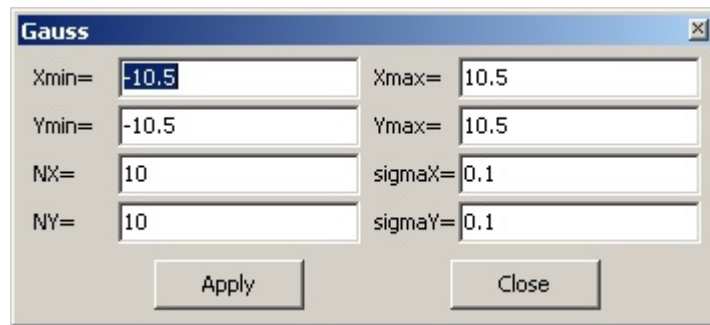 Gauss
Xmin= -10.5 Xmax= 10.5
Ymin= -10.5 Ymax= 10.5
NX= 10 sigmaX= 0.1
NY= 10 sigmaY= 0.1
Apply Close